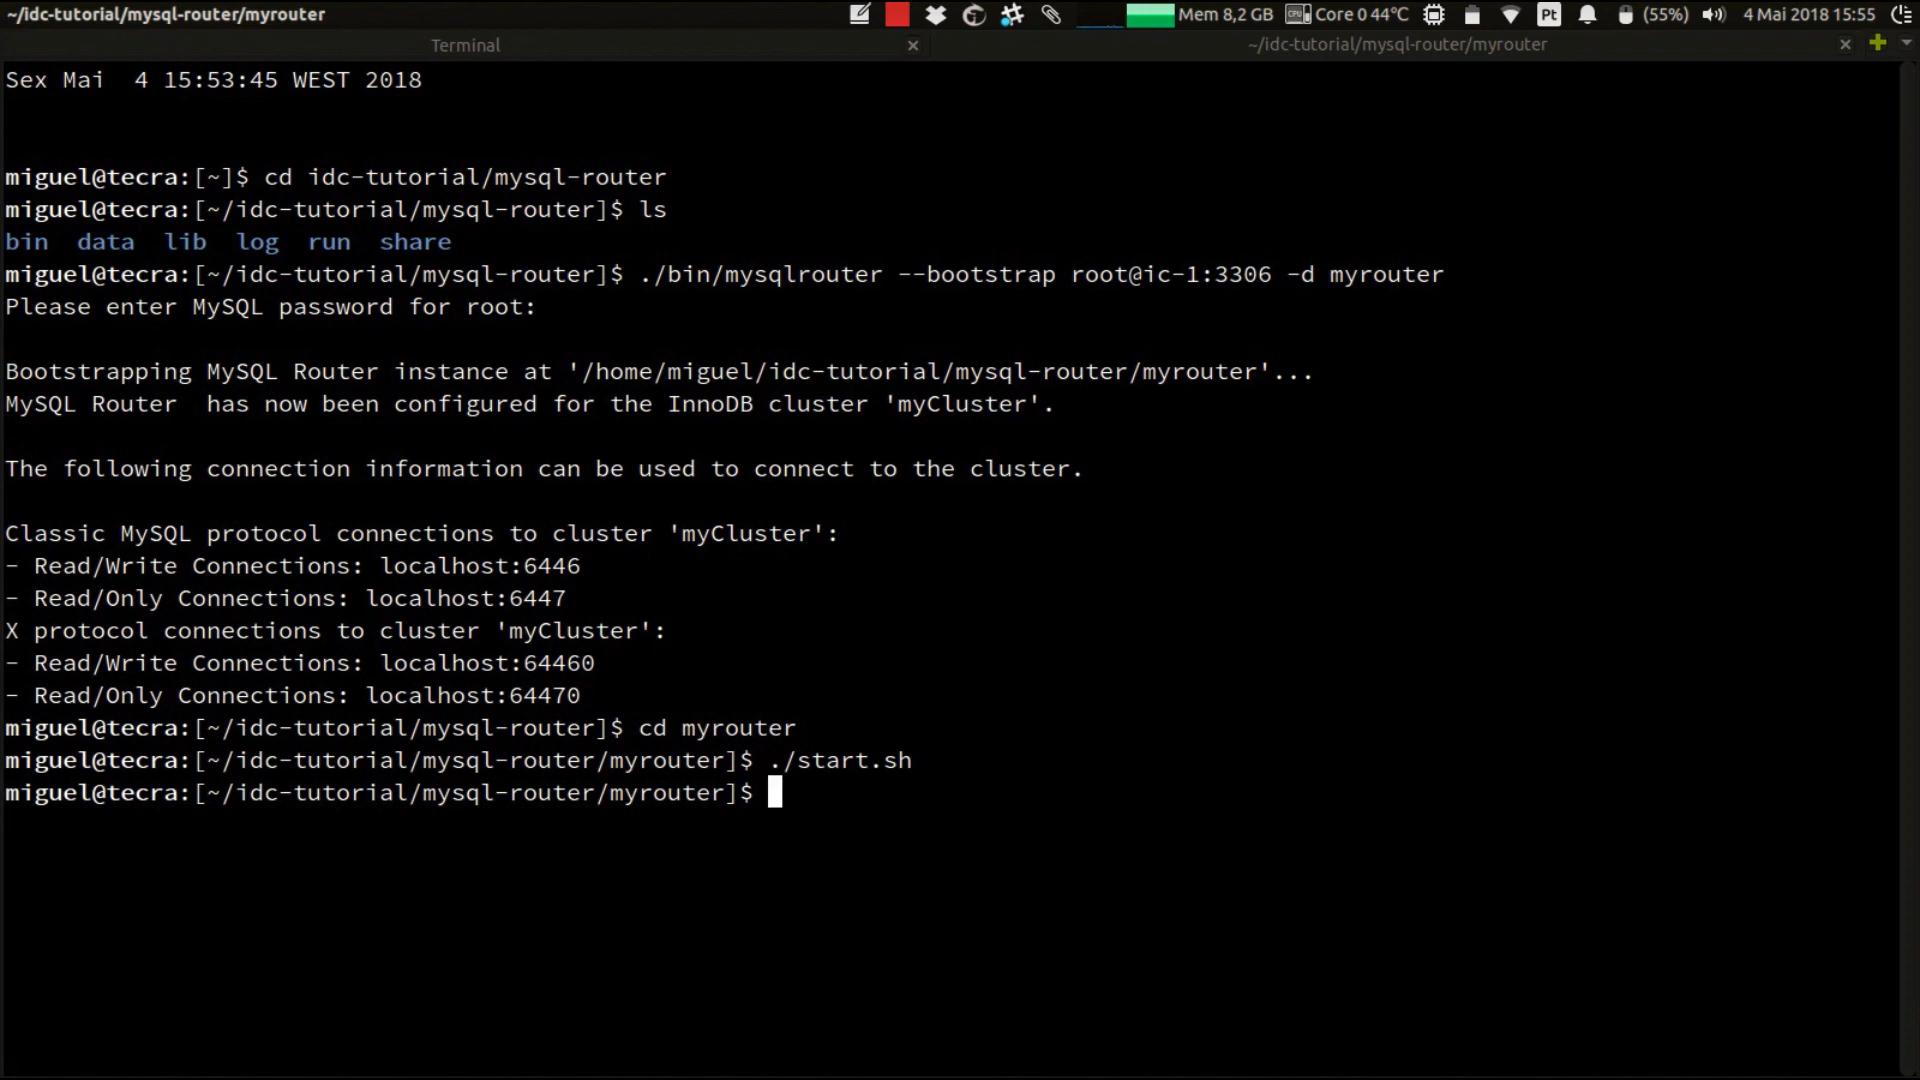 ~/idc-tutorial/mysql-router/myrouter
Mem 8,2 GB
CPU
Core 0 44°C
Pt
(55%)
4 Mai 2018 15:55
Terminal
~/idc-tutorial/mysql-router/myrouter
Sex Mai  4 15:53:45 WEST 2018
miguel@tecra:[~]$ cd idc-tutorial/mysql-router
miguel@tecra:[~/idc-tutorial/mysql-router]$ ls
bin  data  lib  log  run  share
miguel@tecra:[~/idc-tutorial/mysql-router]$ ./bin/mysqlrouter --bootstrap root@ic-1:3306 -d myrouter
Please enter MySQL password for root:
Bootstrapping MySQL Router instance at '/home/miguel/idc-tutorial/mysql-router/myrouter'...
MySQL Router  has now been configured for the InnoDB cluster 'myCluster'.
The following connection information can be used to connect to the cluster.
Classic MySQL protocol connections to cluster 'myCluster':
- Read/Write Connections: localhost:6446
- Read/Only Connections: localhost:6447
X protocol connections to cluster 'myCluster':
- Read/Write Connections: localhost:64460
- Read/Only Connections: localhost:64470
miguel@tecra:[~/idc-tutorial/mysql-router]$ cd myrouter
miguel@tecra:[~/idc-tutorial/mysql-router/myrouter]$ ./start.sh
miguel@tecra:[~/idc-tutorial/mysql-router/myrouter]$